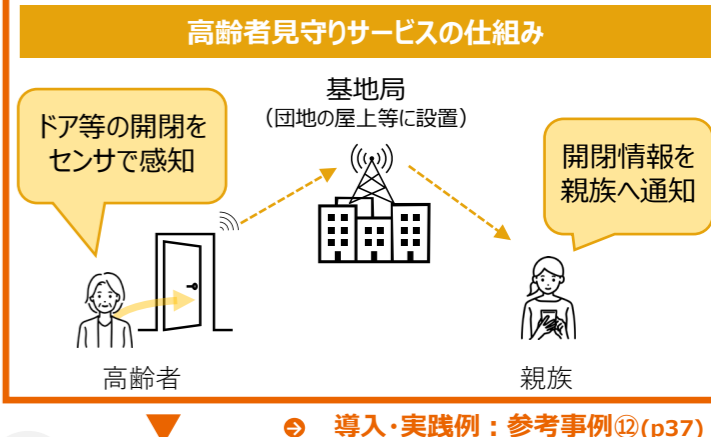 高齢者見守りサービスの仕組み
基地局
（団地の屋上等に設置）
ドア等の開閉を
センサで感知
開閉情報を
親族へ通知
高齢者
親族
導入・実践例：参考事例⑫(p37)